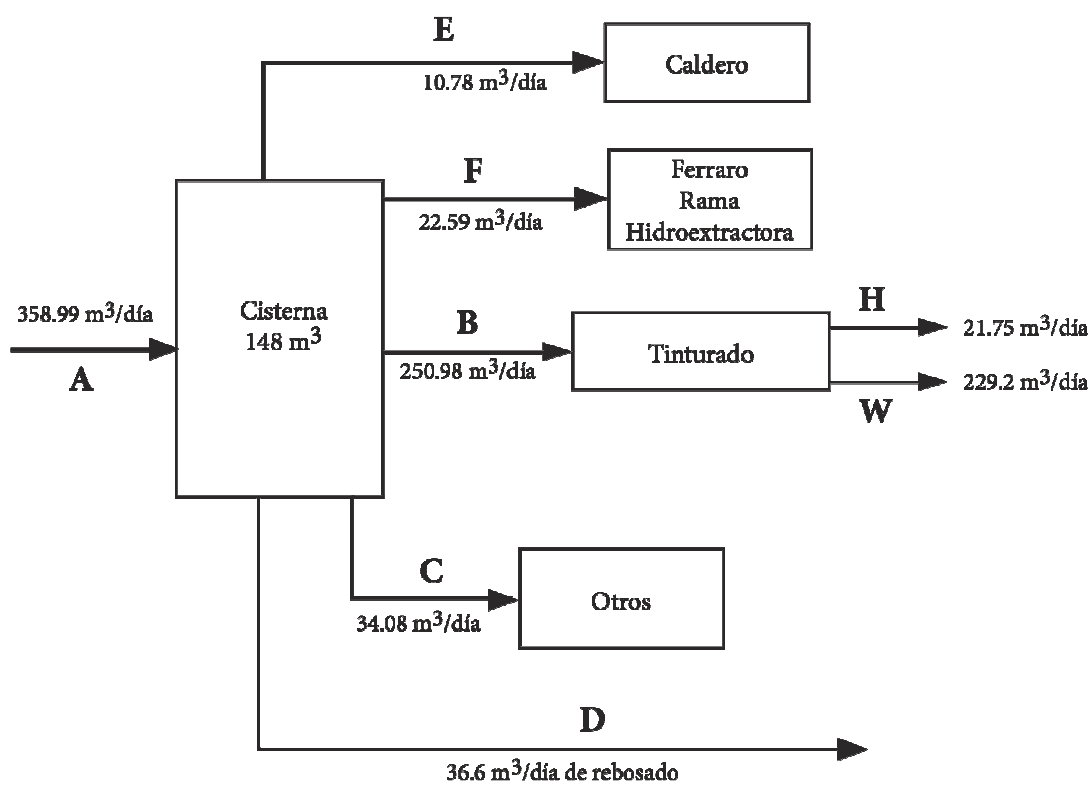 E
10.78 m³/día
Caldero
F
22.59 m³/día
Ferraro
Rama
Hidroextractora
358.99 m³/día
A
Cisterna
148 m³
B
250.98 m³/día
Tinturado
H
21.75 m³/día
229.2 m³/día
W
C
34.08 m³/día
Otros
D
36.6 m³/día de rebosado